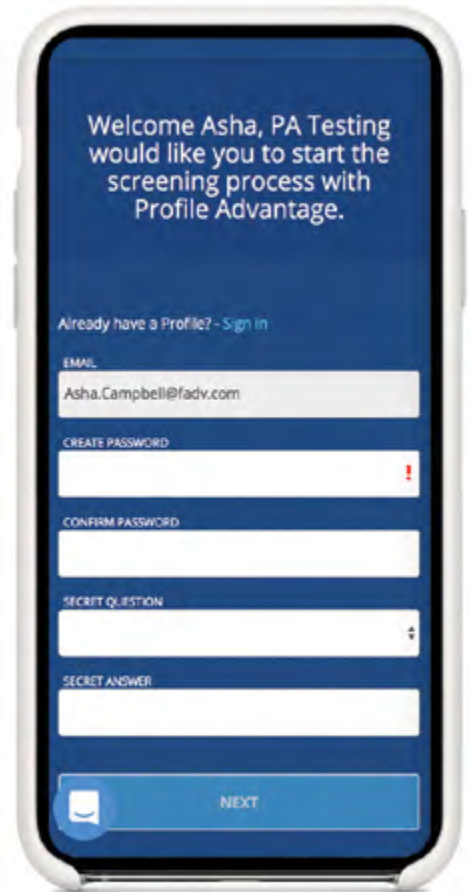 Welcome Asha, PA Testing
would like you to start the
screening process with
Profile Advantage.
Already have a Profile? - Sign In
EMAIL
Asha.Campbell@fadv.com
CREATE PASSWORD
!
CONFIRM PASSWORD
SECRET QUESTION
SECRET ANSWER
NEXT